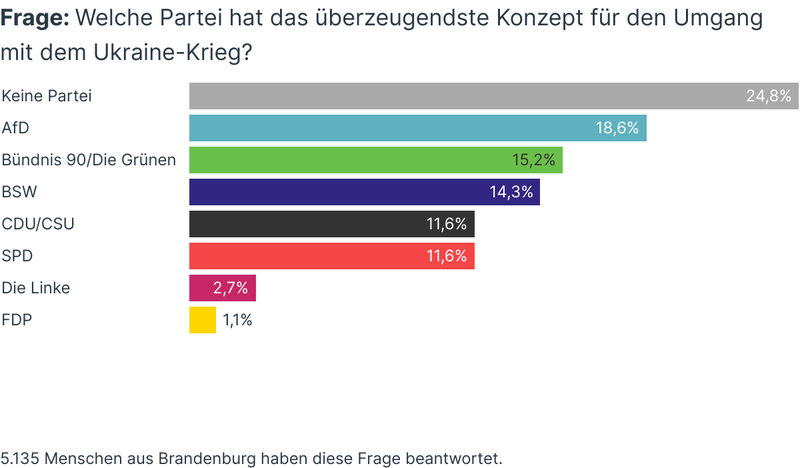 Frage: Welche Partei hat das überzeugendste Konzept für den Umgang
mit dem Ukraine-Krieg?
Keine Partei 24,8%
AfD 18,6%
Bündnis 90/Die Grünen 15,2%
BSW 14,3%
CDU/CSU 11,6%
SPD 11,6%
Die Linke 2,7%
FDP 1,1%
5.135 Menschen aus Brandenburg haben diese Frage beantwortet.